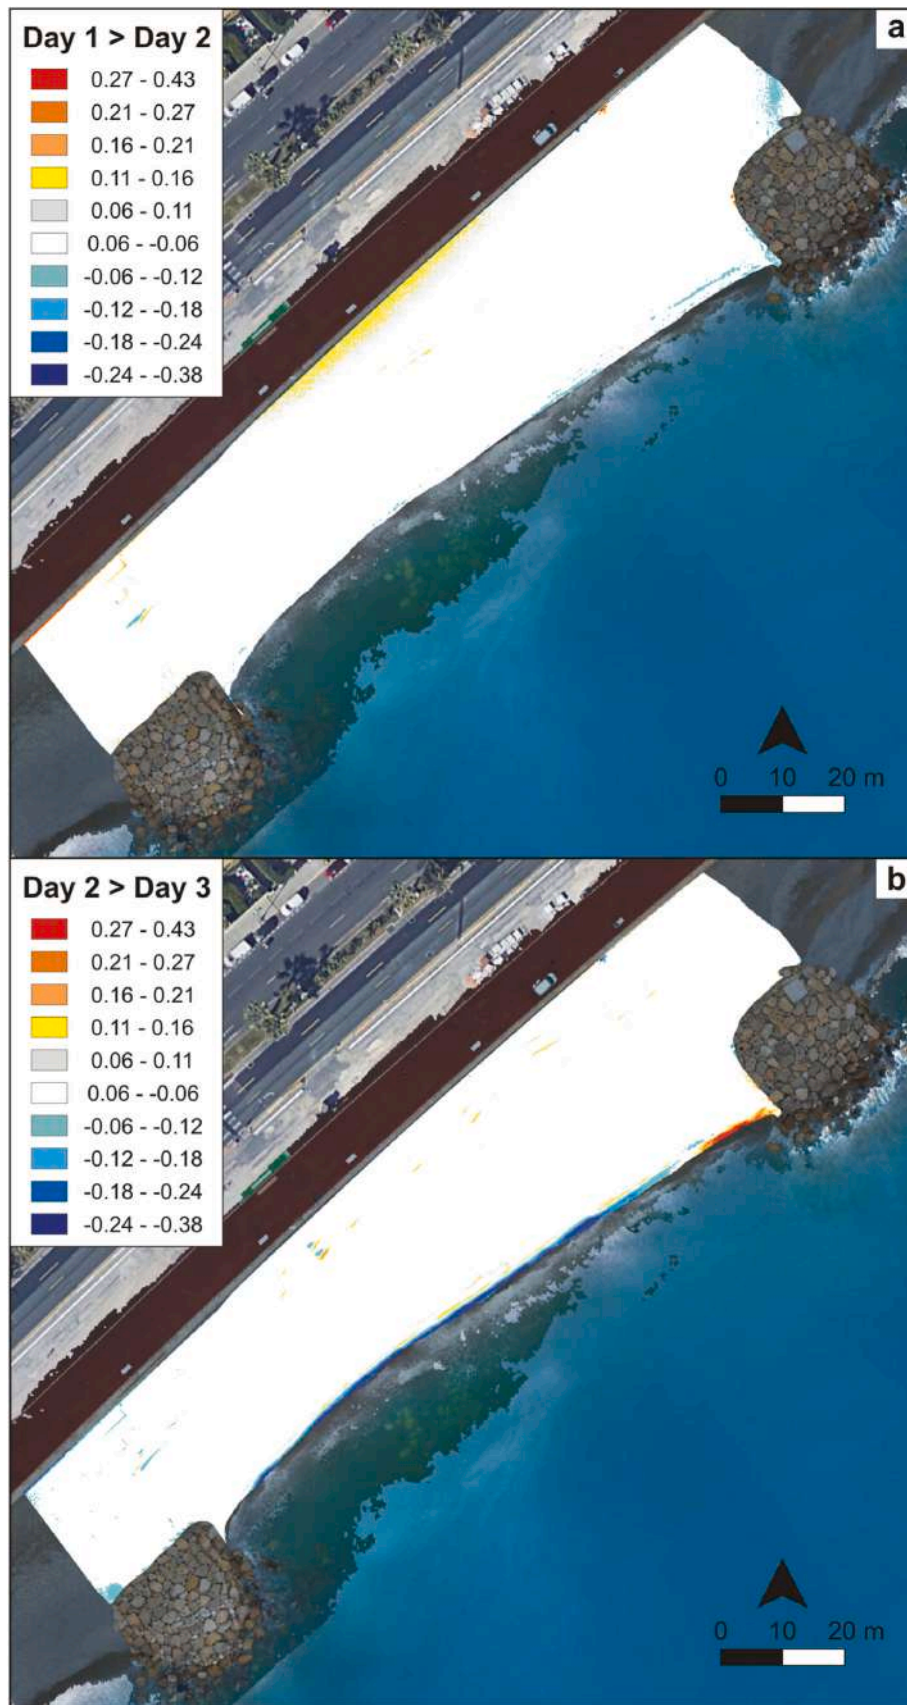 Day 1 > Day 2
a
0.27 - 0.43
0.21 - 0.27
0.16 - 0.21
0.11 - 0.16
0.06 - 0.11
0.06 - -0.06
-0.06 - -0.12
-0.12 - -0.18
-0.18 - -0.24
-0.24 - -0.38
0 10 20 m
Day 2 > Day 3
b
0.27 - 0.43
0.21 - 0.27
0.16 - 0.21
0.11 - 0.16
0.06 - 0.11
0.06 - -0.06
-0.06 - -0.12
-0.12 - -0.18
-0.18 - -0.24
-0.24 - -0.38
0 10 20 m